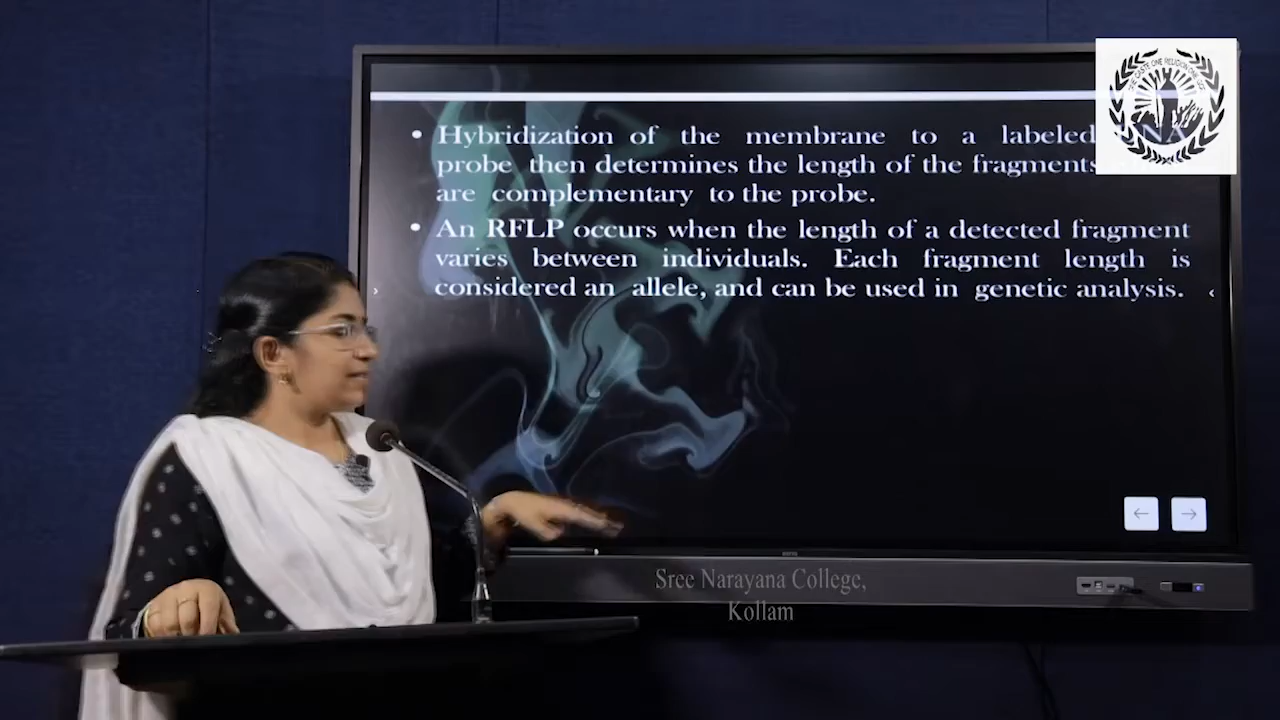 • Hybridization of the membrane to a labeled DNA
probe then determines the length of the fragments
are complementary to the probe.
• An RFLP occurs when the length of a detected fragment
varies between individuals. Each fragment length is
considered an allele, and can be used in genetic analysis.
Sree Narayana College,
Kollam